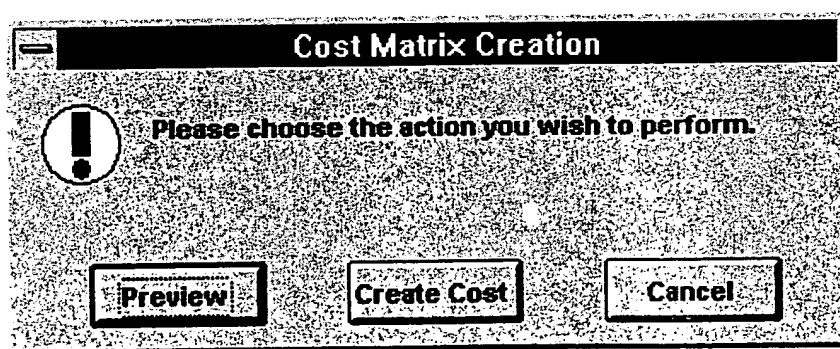 Cost Matrix Creation
Please choose the action you wish to perform.
Preview Create Cost Cancel